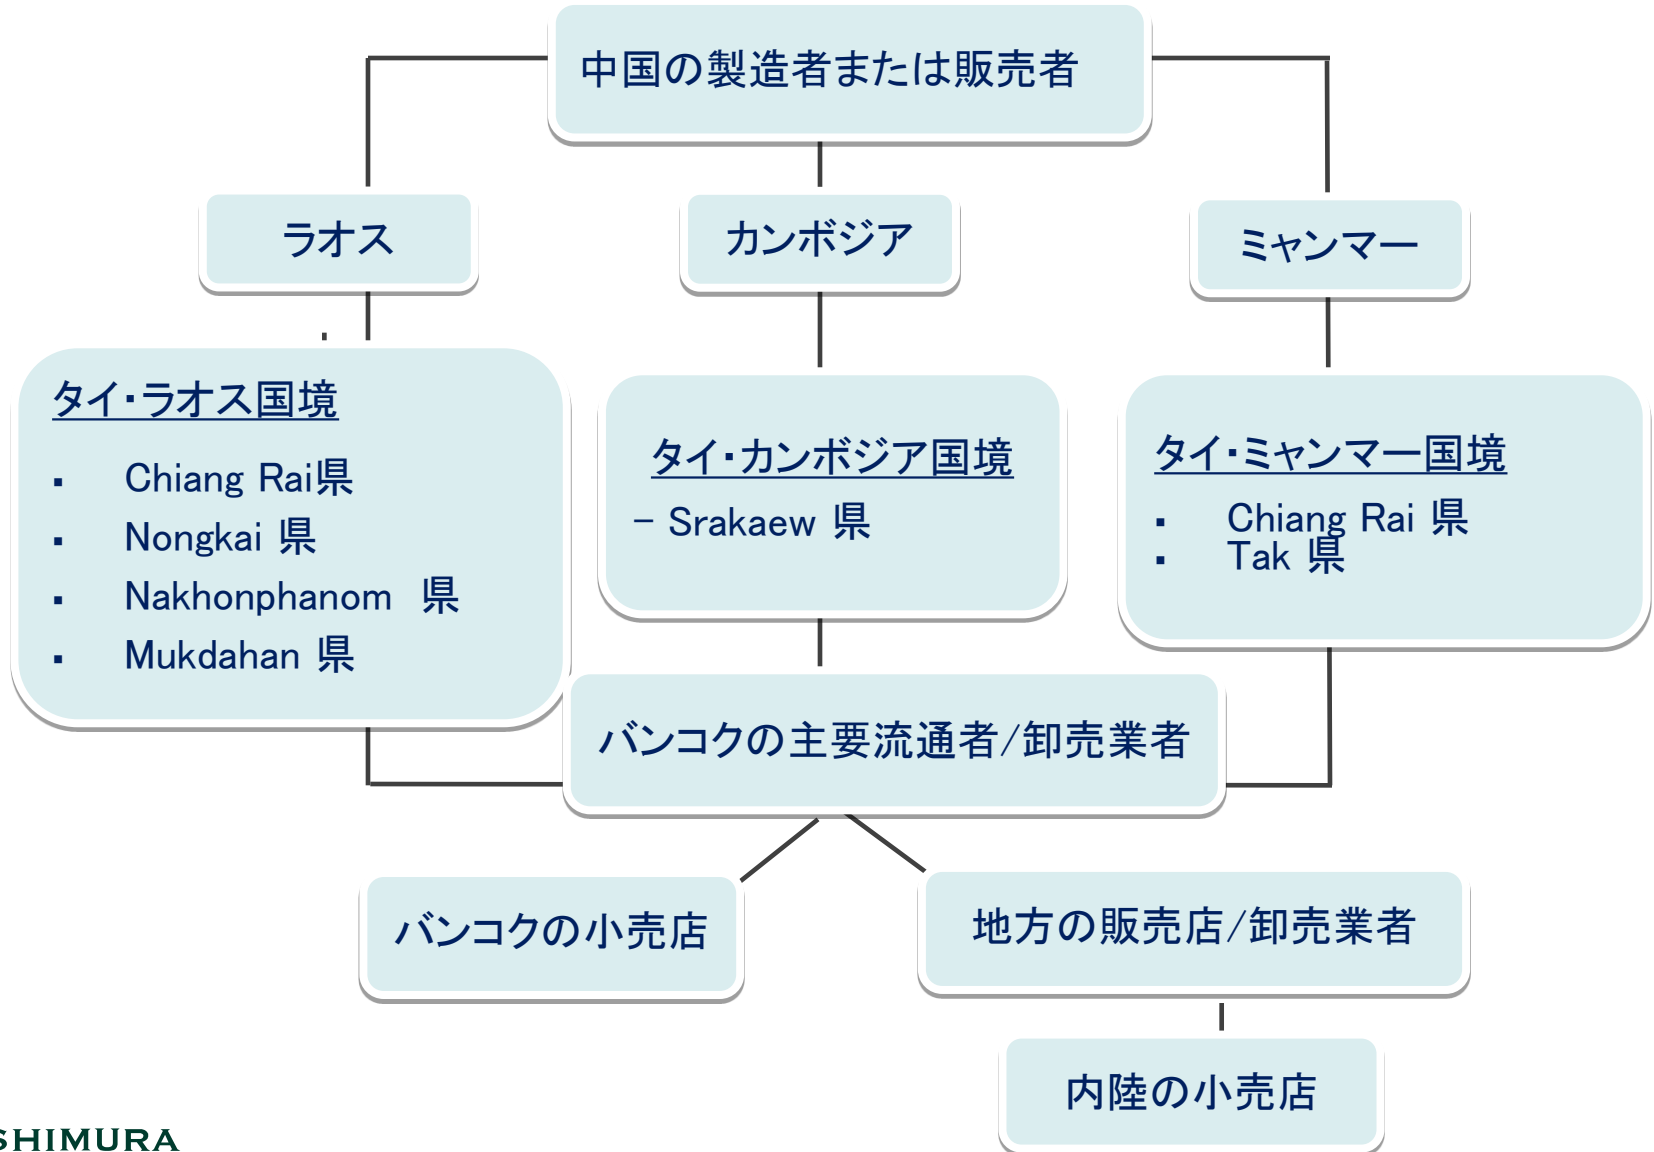 中国の製造者または販売者
ラオス
カンボジア
ミャンマー
タイ・ラオス国境
▪ Chiang Rai県
▪ Nongkai 県
▪ Nakhonphanom 県
▪ Mukdahan 県
タイ・カンボジア国境
- Srakaew 県
タイ・ミャンマー国境
▪ Chiang Rai 県
▪ Tak 県
バンコクの主要流通者/卸売業者
バンコクの小売店
地方の販売店/卸売業者
内陸の小売店
SHIMURA